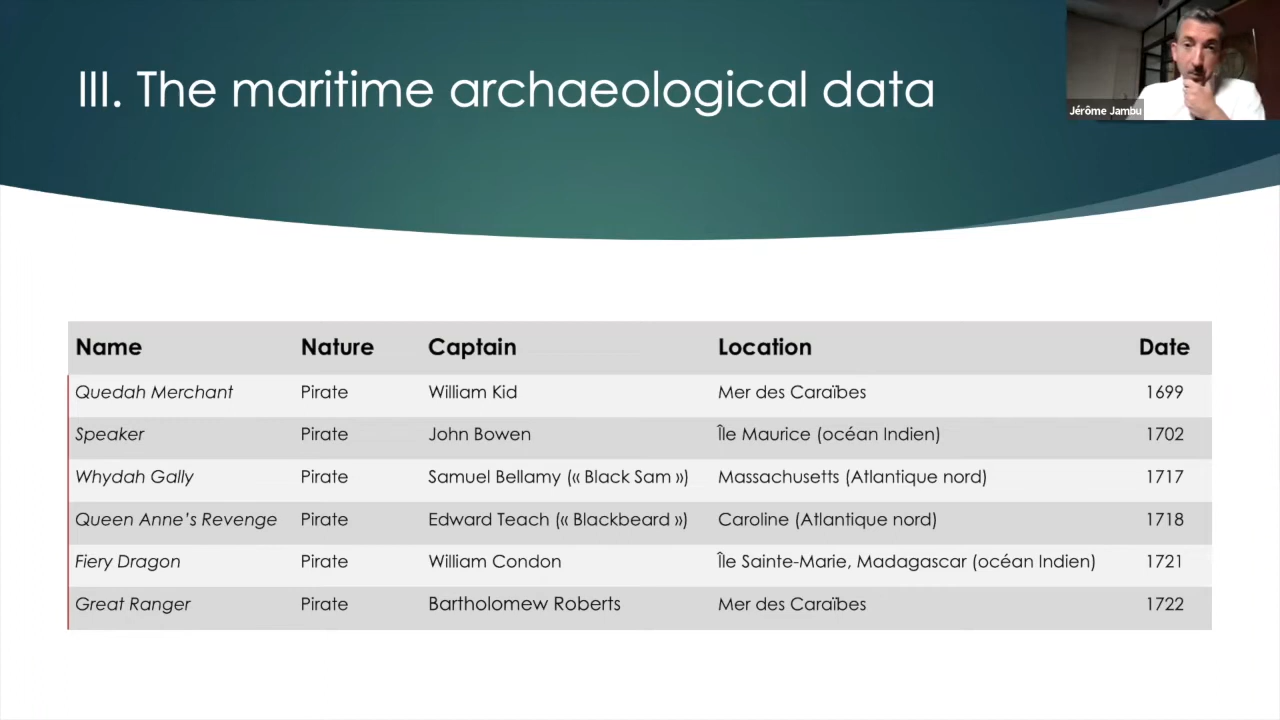 III. The maritime archaeological data
Jérôme Jambu
Name Nature Captain Location Date
Quedah Merchant Pirate William Kid Mer des Caraïbes 1699
Speaker Pirate John Bowen Île Maurice (océan Indien) 1702
Whydah Gally Pirate Samuel Bellamy (« Black Sam ») Massachusetts (Atlantique nord) 1717
Queen Anne’s Revenge Pirate Edward Teach (« Blackbeard ») Caroline (Atlantique nord) 1718
Fiery Dragon Pirate William Condon Île Sainte-Marie, Madagascar (océan Indien) 1721
Great Ranger Pirate Bartholomew Roberts Mer des Caraïbes 1722